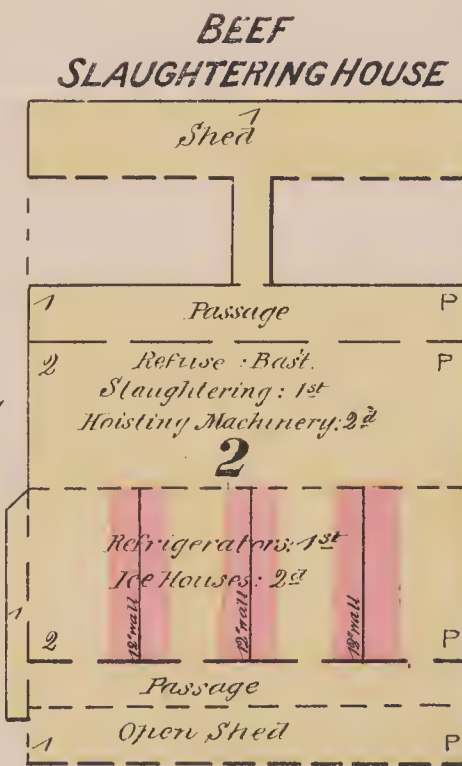 BEEF
SLAUGHTERING HOUSE
1
Shed
1 Passage P
2 Refuse : Bas't. P
Slaughtering : 1st
Hoisting Machinery : 2d
2
Refrigerators : 1st
Ice Houses : 2d
1
12" wall 12" wall 12" wall
2 P
Passage
1 Open Shed P